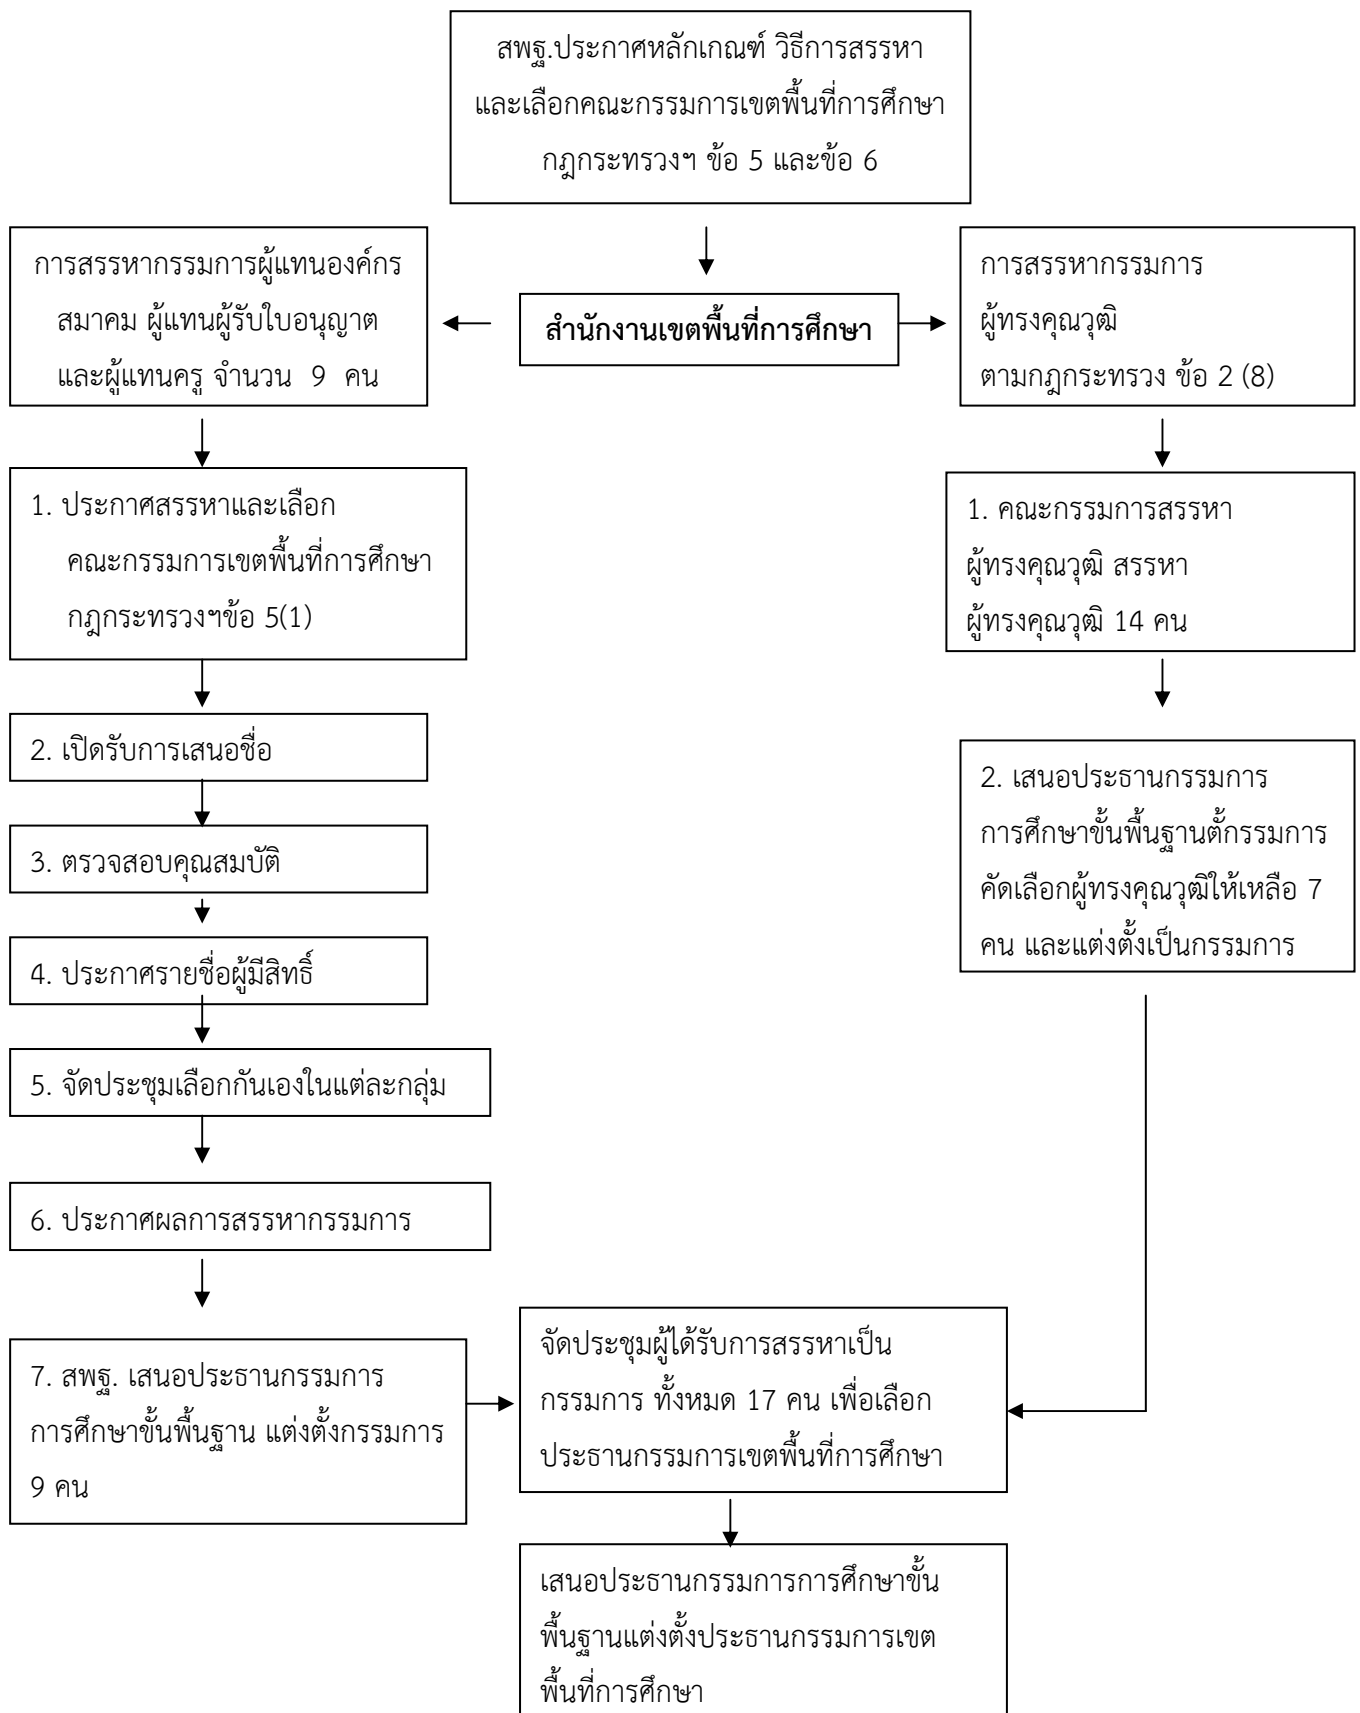 สพฐ.ประกาศหลักเกณฑ์ วิธีการสรรหา
และเลือกคณะกรรมการเขตพื้นที่การศึกษา
กฎกระทรวงฯ ข้อ 5 และข้อ 6
สำนักงานเขตพื้นที่การศึกษา
การสรรหากรรมการผู้แทนองค์กร
สมาคม ผู้แทนผู้รับใบอนุญาต
และผู้แทนครู จำนวน 9 คน
1. ประกาศสรรหาและเลือก
คณะกรรมการเขตพื้นที่การศึกษา
กฎกระทรวงฯข้อ 5(1)
2. เปิดรับการเสนอชื่อ
3. ตรวจสอบคุณสมบัติ
4. ประกาศรายชื่อผู้มีสิทธิ์
5. จัดประชุมเลือกกันเองในแต่ละกลุ่ม
6. ประกาศผลการสรรหากรรมการ
7. สพฐ. เสนอประธานกรรมการ
การศึกษาขั้นพื้นฐาน แต่งตั้งกรรมการ
9 คน
การสรรหากรรมการ
ผู้ทรงคุณวุฒิ
ตามกฎกระทรวง ข้อ 2 (8)
1. คณะกรรมการสรรหา
ผู้ทรงคุณวุฒิ สรรหา
ผู้ทรงคุณวุฒิ 14 คน
2. เสนอประธานกรรมการ
การศึกษาขั้นพื้นฐานตั้กรรมการ
คัดเลือกผู้ทรงคุณวุฒิให้เหลือ 7
คน และแต่งตั้งเป็นกรรมการ
จัดประชุมผู้ได้รับการสรรหาเป็น
กรรมการ ทั้งหมด 17 คน เพื่อเลือก
ประธานกรรมการเขตพื้นที่การศึกษา
เสนอประธานกรรมการการศึกษาขั้น
พื้นฐานแต่งตั้งประธานกรรมการเขต
พื้นที่การศึกษา